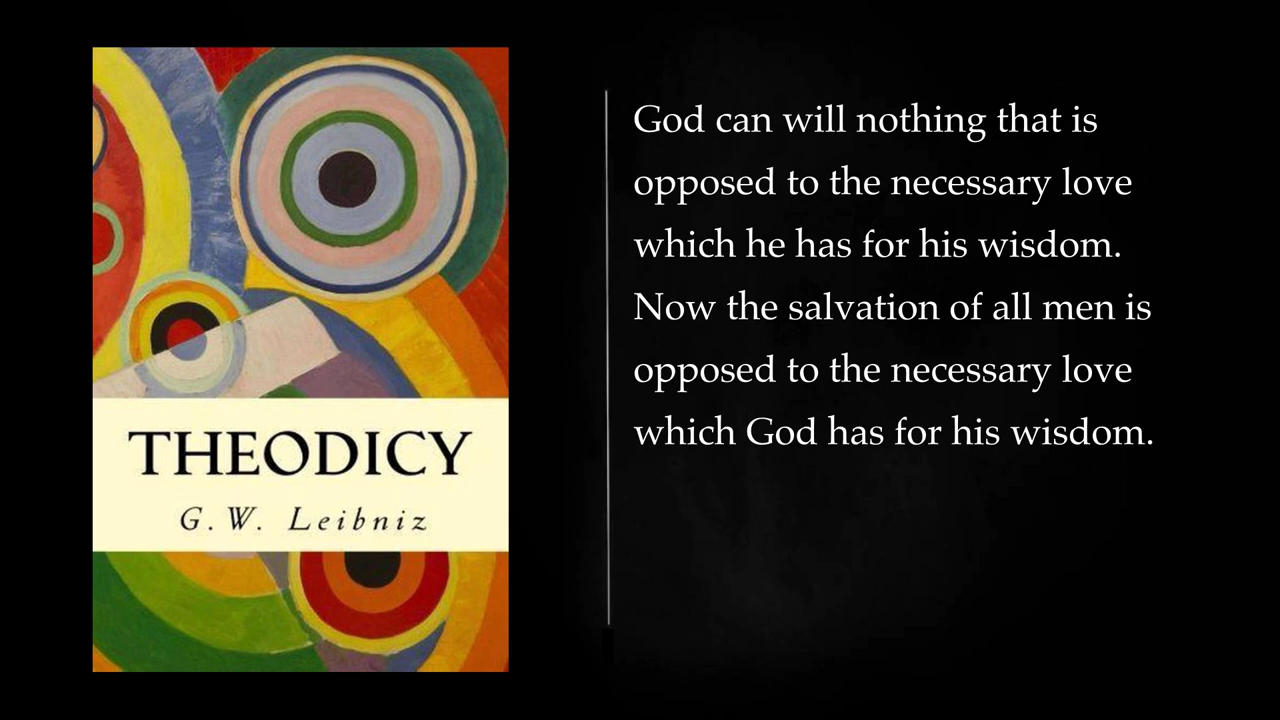 THEODICY
G. W. Leibniz
God can will nothing that is
opposed to the necessary love
which he has for his wisdom.
Now the salvation of all men is
opposed to the necessary love
which God has for his wisdom.